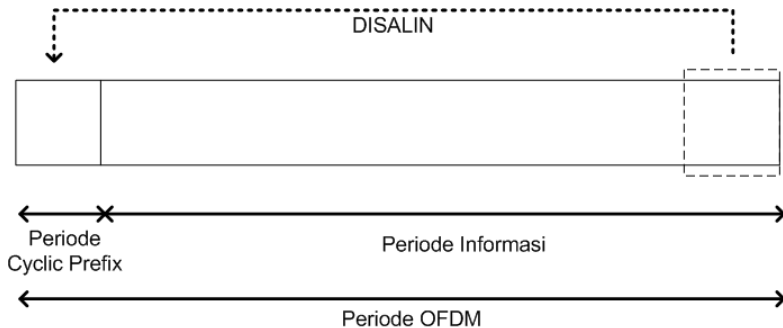 DISALIN
Periode
Cyclic Prefix
Periode Informasi
Periode OFDM